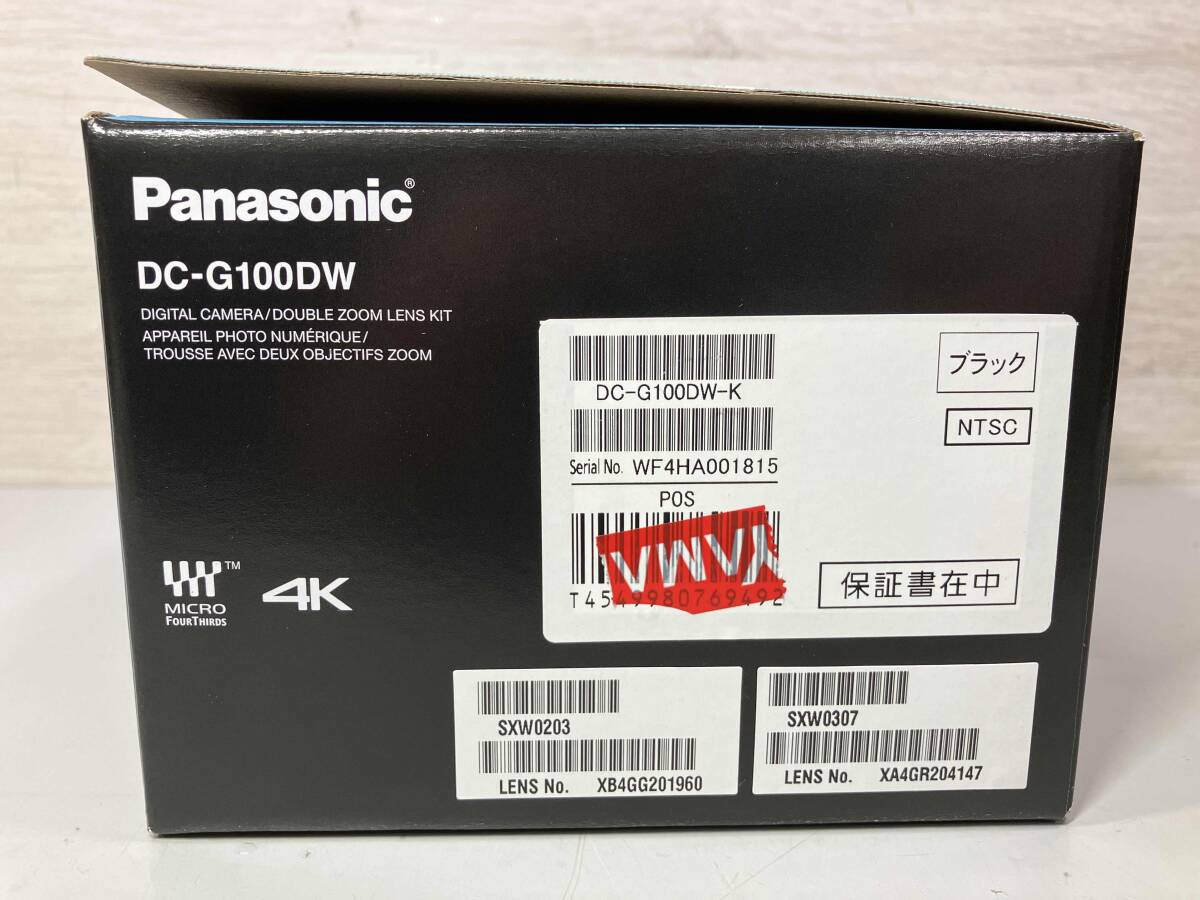 Panasonic®
DC-G100DW
DIGITAL CAMERA/DOUBLE ZOOM LENS KIT
APPAREIL PHOTO NUMÉRIQUE/
TROUSSE AVEC DEUX OBJECTIFS ZOOM
DC-G100DW-K
ブラック
NTSC
Serial No. WF4HA001815
POS
YAMA
T4549980769492
保証書在中
MICRO
FOURTHIRDS
TM
4K
SXW0203
LENS No. XB4GG201960
SXW0307
LENS No. XA4GR204147